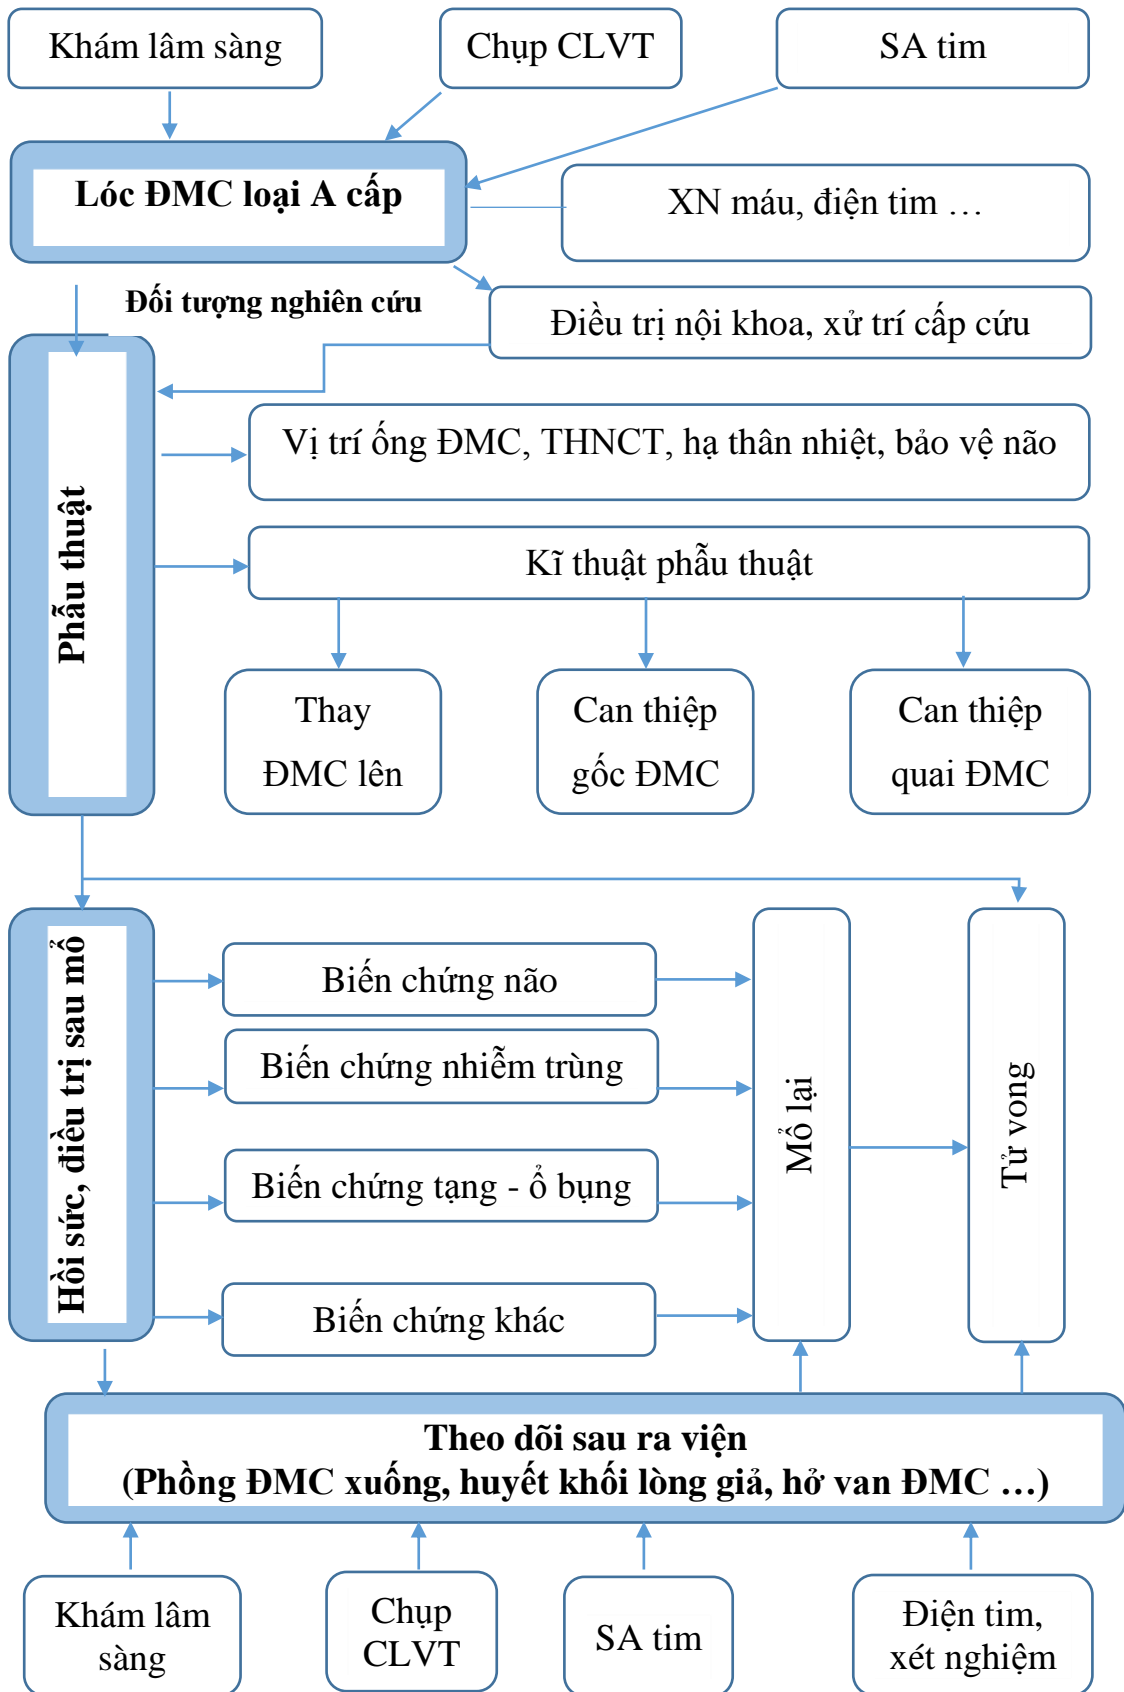 Khám lâm sàng
Chụp CLVT
SA tim
Lóc ĐMC loại A cấp
XN máu, điện tim …
Đối tượng nghiên cứu
Điều trị nội khoa, xử trí cấp cứu
Phẫu thuật
Vị trí ống ĐMC, THNCT, hạ thân nhiệt, bảo vệ não
Kĩ thuật phẫu thuật
Thay
ĐMC lên
Can thiệp
gốc ĐMC
Can thiệp
quai ĐMC
Hồi sức, điều trị sau mổ
Biến chứng não
Biến chứng nhiễm trùng
Biến chứng tạng - ổ bụng
Biến chứng khác
Mổ lại
Tử vong
Theo dõi sau ra viện
(Phồng ĐMC xuống, huyết khối lòng giả, hở van ĐMC …)
Khám lâm
sàng
Chụp
CLVT
SA tim
Điện tim,
xét nghiệm